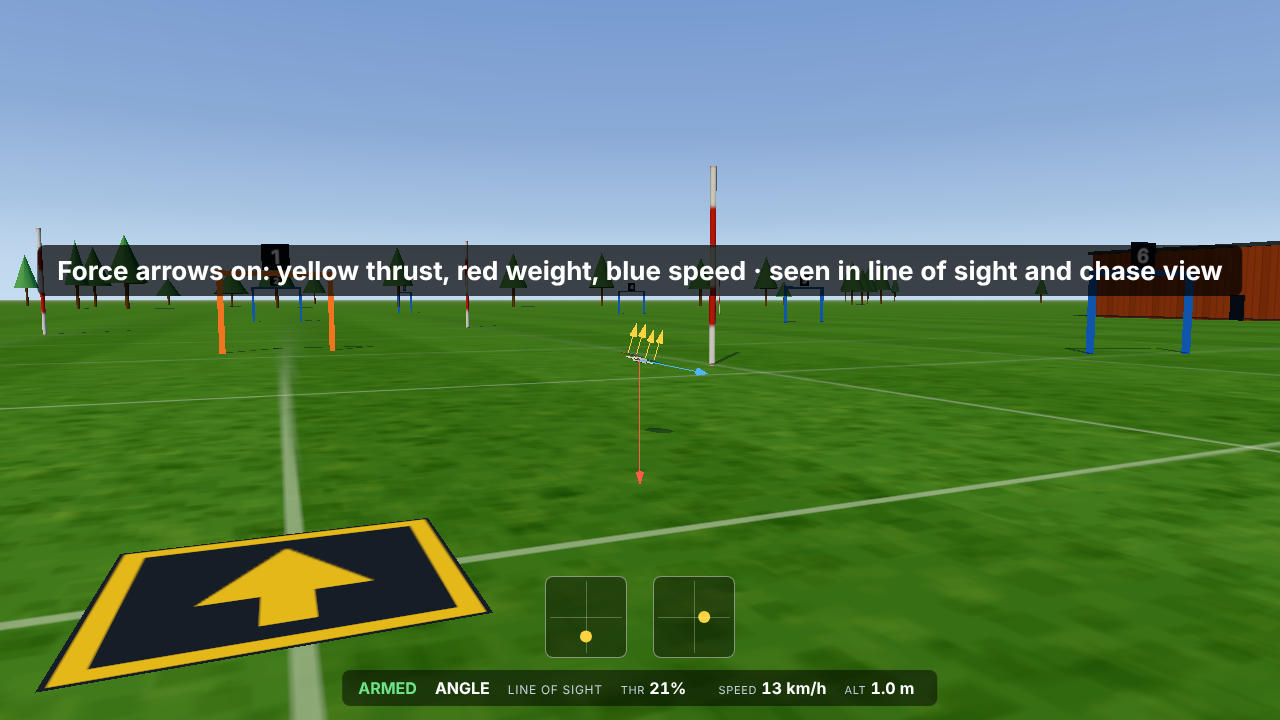 1
6
Force arrows on: yellow thrust, red weight, blue speed · seen in line of sight and chase view
ARMED ANGLE LINE OF SIGHT THR 21% SPEED 13 km/h ALT 1.0 m